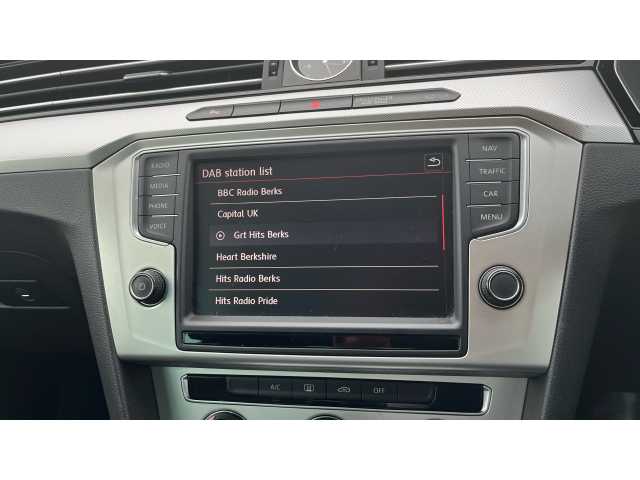 DAB station list
BBC Radio Berks
Capital UK
Grt Hits Berks
Heart Berkshire
Hits Radio Berks
Hits Radio Pride
RADIO
MEDIA
PHONE
VOICE
NAV
TRAFFIC
CAR
MENU
A/C
OFF